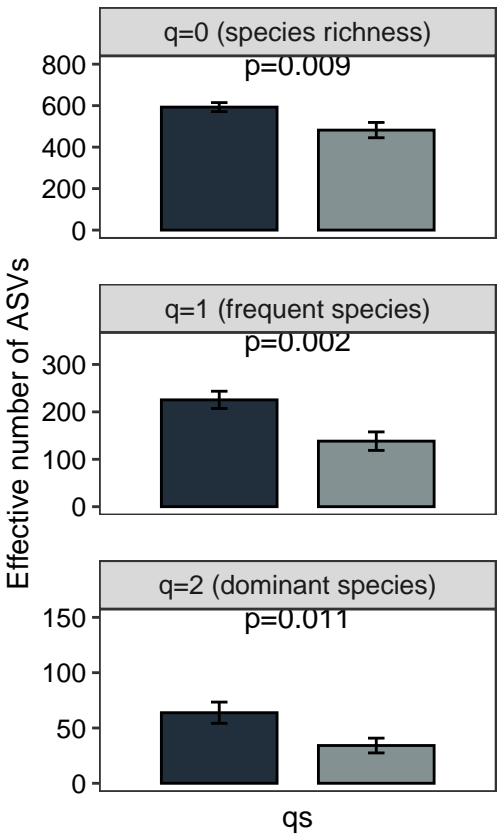 q=0 (species richness)
p=0.009
800
600
400
200
0
Effective number of ASVs
q=1 (frequent species)
p=0.002
300
200
100
0
q=2 (dominant species)
p=0.011
150
100
50
0
qs